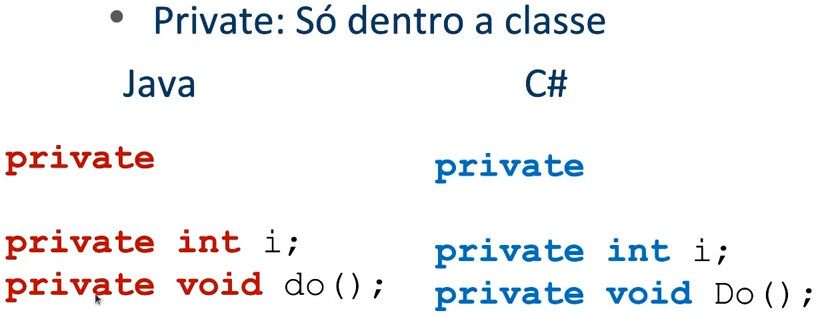 • Private: Só dentro a classe
Java
C#
private
private
private int i;
private void do();
private int i;
private void Do();